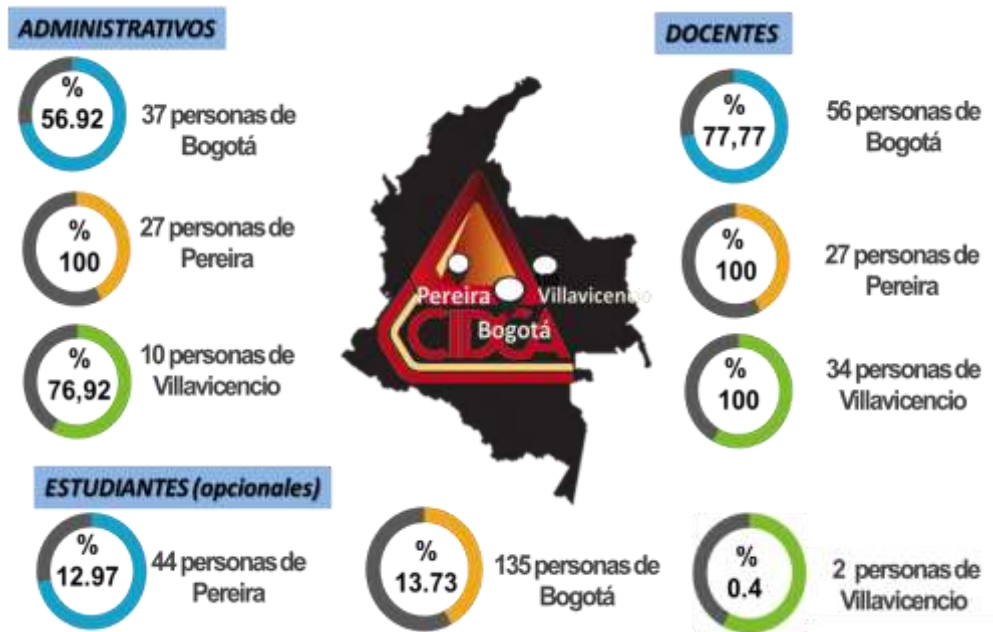 ADMINISTRATIVOS
%
56.92
37 personas de
Bogotá
%
100
27 personas de
Pereira
%
76,92
10 personas de
Villavicencio
DOCENTES
%
77,77
56 personas de
Bogotá
%
100
27 personas de
Pereira
%
100
34 personas de
Villavicencio
Pereira
Villavicencio
Bogotá
CIDCA
ESTUDIANTES (opcionales)
%
12.97
44 personas de
Pereira
%
13.73
135 personas de
Bogotá
%
0.4
2 personas de
Villavicencio